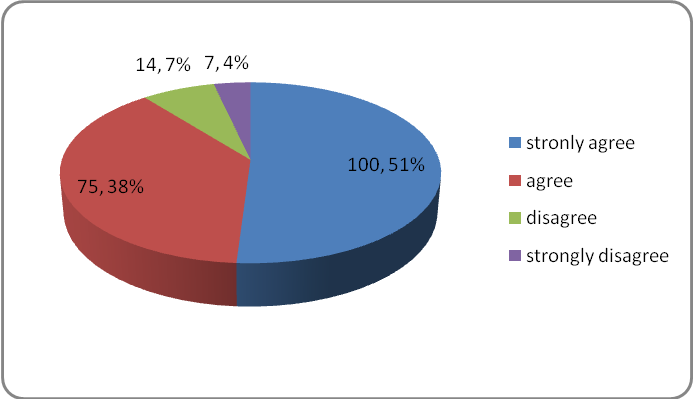 14, 7%
7, 4%
100, 51%
75, 38%
stronly agree
agree
disagree
strongly disagree